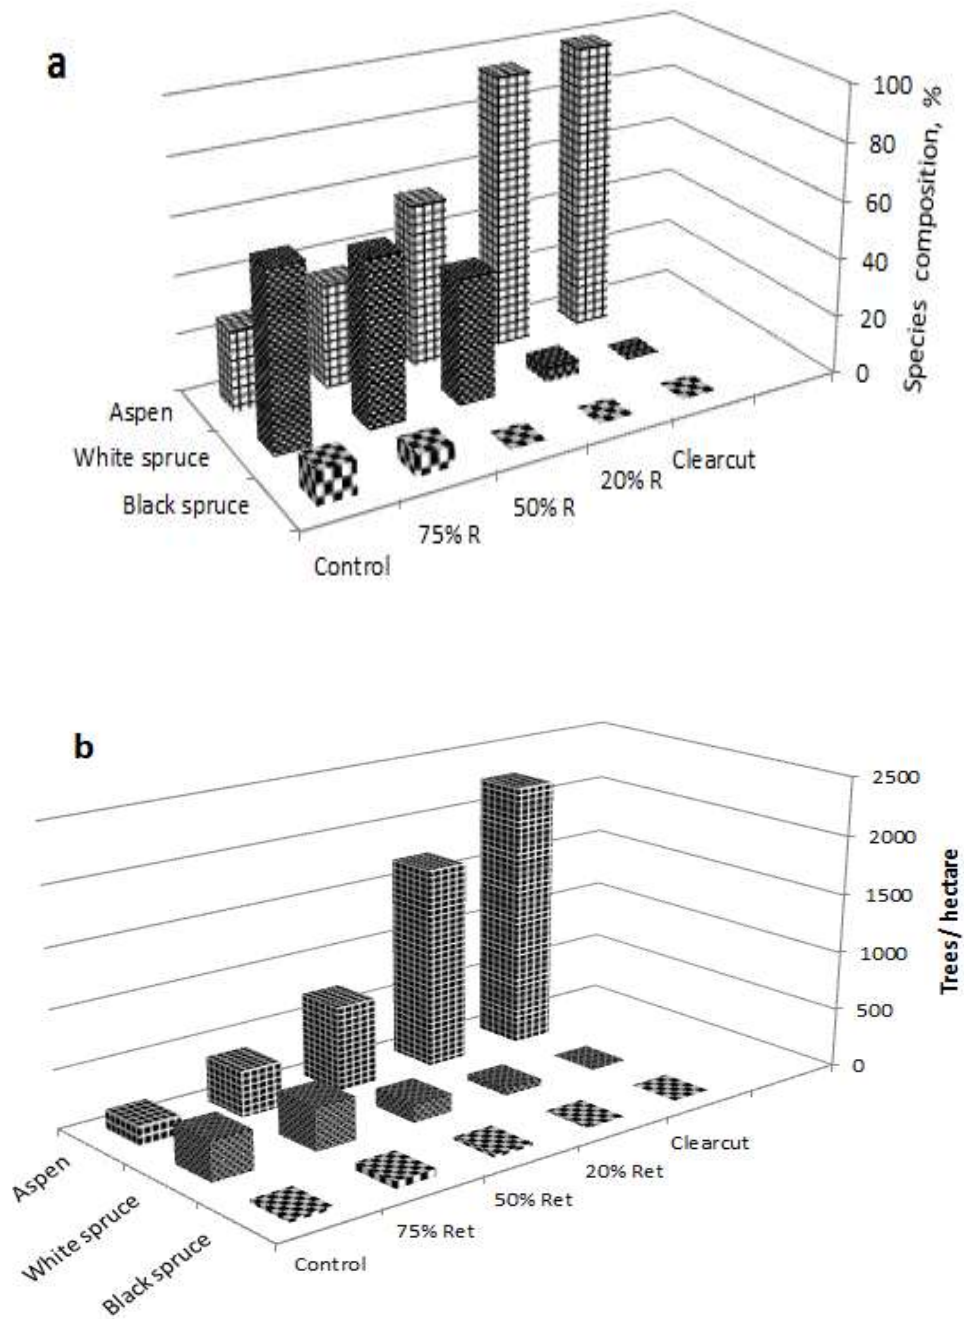 a
100
80
60
40
20
0
Species composition, %
Aspen
White spruce
Black spruce
Control
75% R
50% R
20% R
Clearcut
b
2500
2000
1500
1000
500
0
Trees/ hectare
Aspen
White spruce
Black spruce
Control
75% Ret
50% Ret
20% Ret
Clearcut